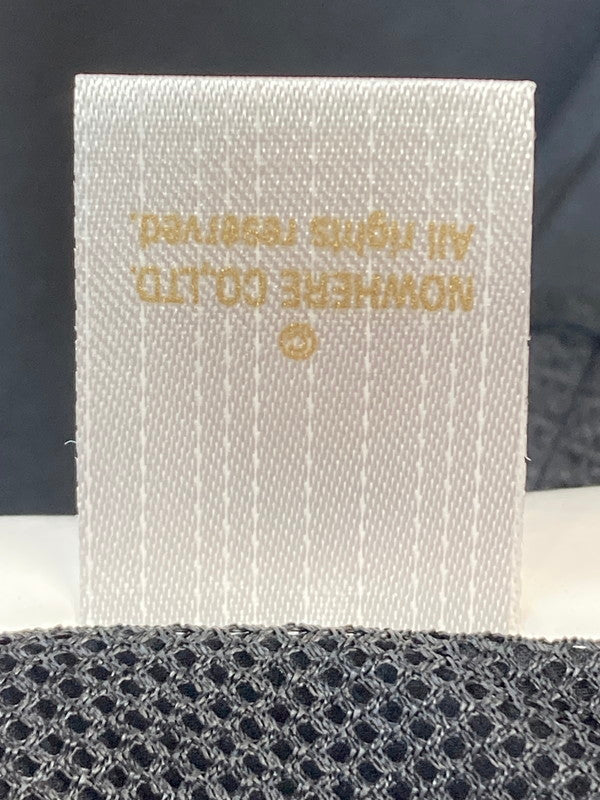 ©
NOWHERE CO.,LTD.
All rights reserved.